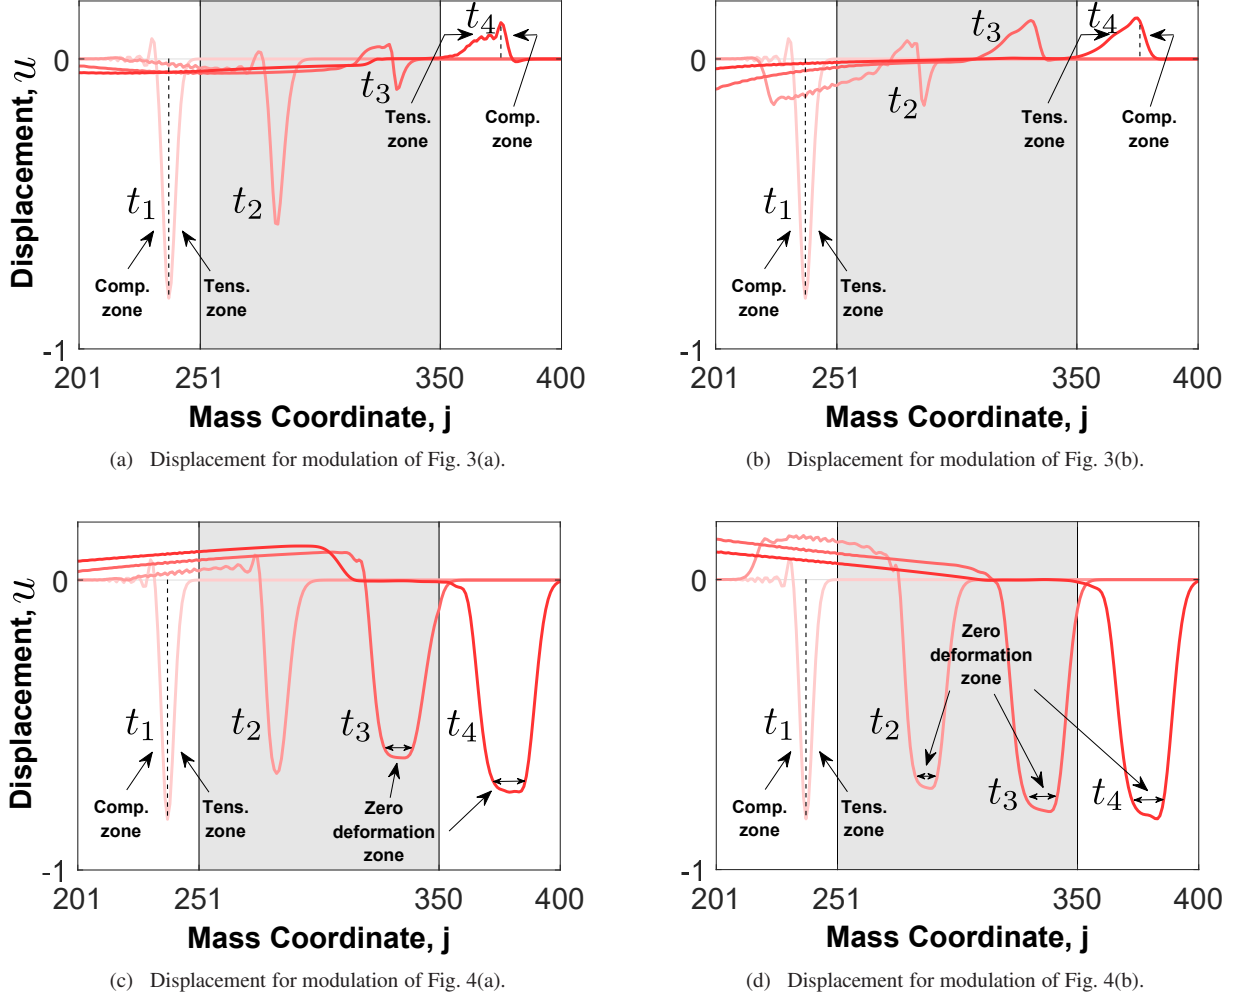 t4
0
t3
Tens.
zone
Comp.
zone
t1
t2
Comp.
zone
Tens.
zone
-1
201
251
350
400
Displacement, u
Mass Coordinate, j
(a) Displacement for modulation of Fig. 3(a).
t3
t4
0
t2
Tens.
zone
Comp.
zone
t1
Comp.
zone
Tens.
zone
-1
201
251
350
400
Mass Coordinate, j
(b) Displacement for modulation of Fig. 3(b).
0
t1
t2
t3
t4
Comp.
zone
Tens.
zone
Zero
deformation
zone
-1
201
251
350
400
Displacement, u
Mass Coordinate, j
(c) Displacement for modulation of Fig. 4(a).
0
Zero
deformation
zone
t1
t2
t3
t4
Comp.
zone
Tens.
zone
-1
201
251
350
400
Mass Coordinate, j
(d) Displacement for modulation of Fig. 4(b).